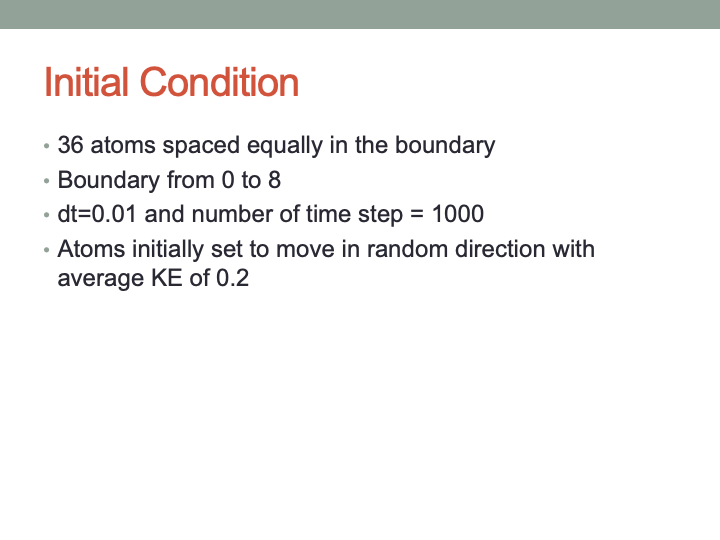 Initial Condition
• 36 atoms spaced equally in the boundary
• Boundary from 0 to 8
• dt=0.01 and number of time step = 1000
• Atoms initially set to move in random direction with
average KE of 0.2